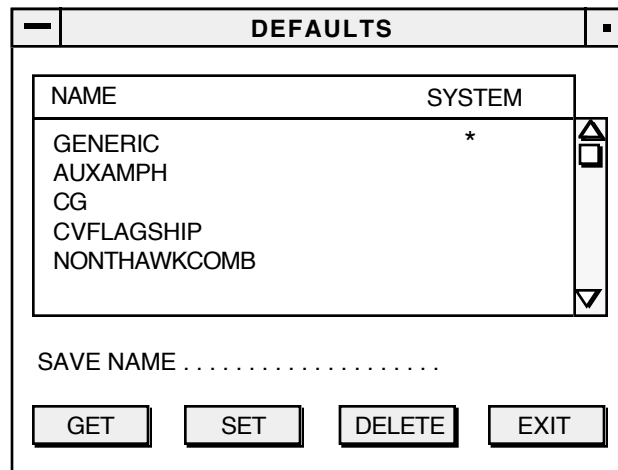 DEFAULTS
NAME SYSTEM
GENERIC *
AUXAMPH
CG
CVFLAGSHIP
NONTHAWKCOMB
SAVE NAME . . . . . . . . . . . . . . . . . . . .
GET SET DELETE EXIT